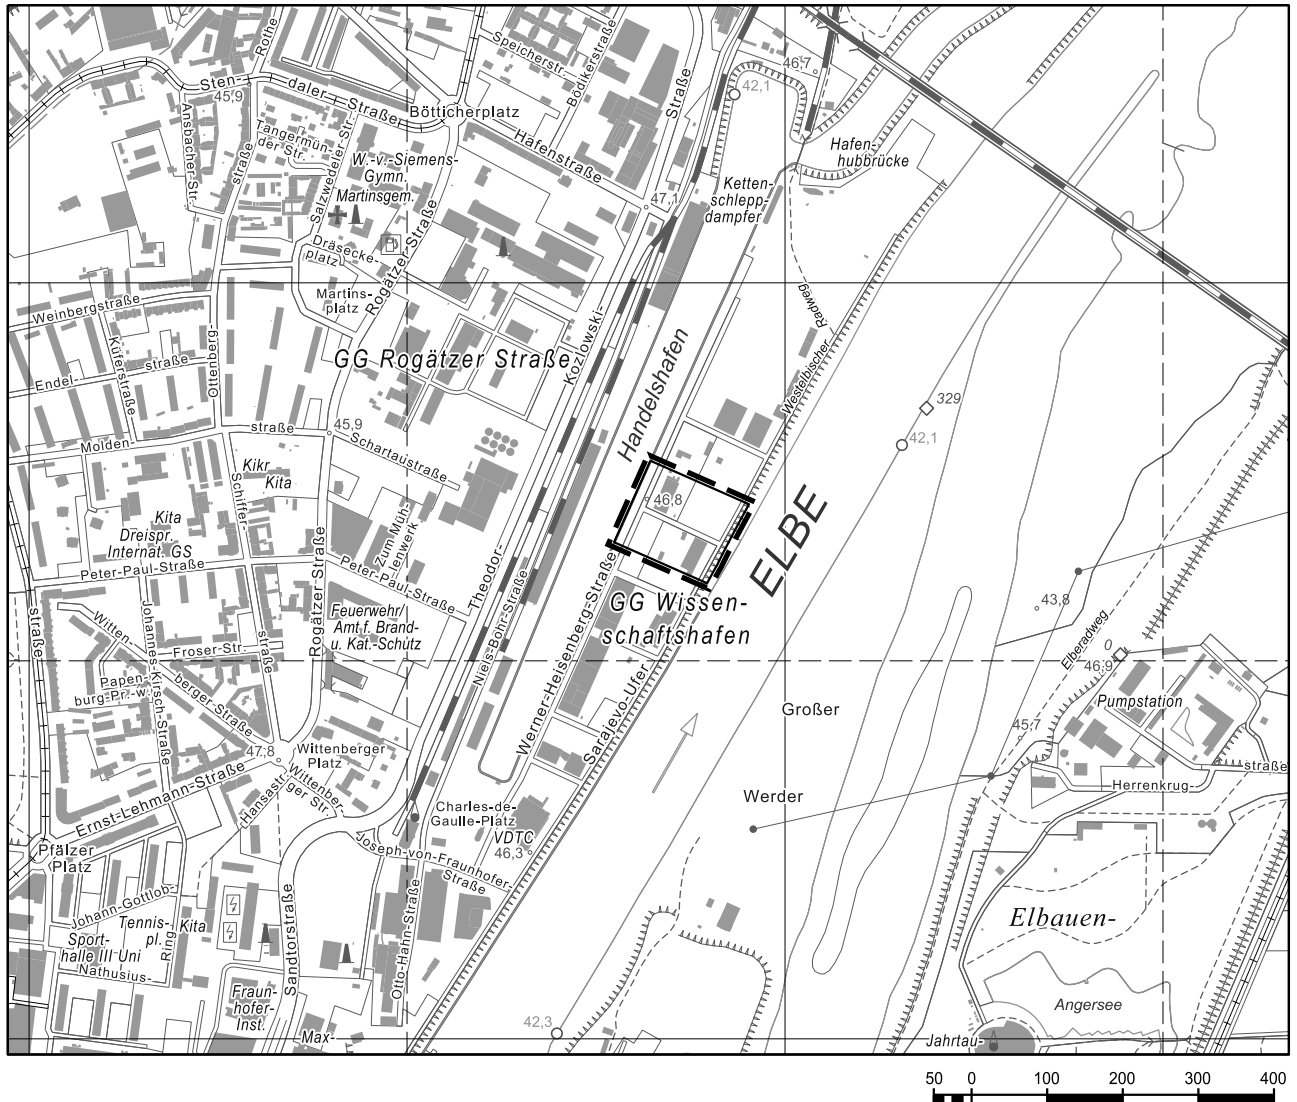 Rothe
Speicherstr.
Bödikerstraße
Straße
46,7
42,1
Sten-
45,9
daler
Straße
Bötticherplatz
Ansbacher-Str.
Tangermün-
der Str.
Salzwedeler-Str.
W.-v.-Siemens-
Gymn.
Martinsgem.
Hafenstraße
Hafen-
hubbrücke
straße
47,1
Ketten-
schlepp-
dampfer
Dräsecke-
platz
Rogätzer-Straße
Martins-
platz
Weinbergstraße
Küferstraße
Ottenberg-
Endel-
straße
GG Rogätzer Straße
Kozlowski-
Handelshafen
Radweg
Westelbischer
329
42,1
Molden-
straße
45,9
Schartaustraße
Kikr
Kita
Schiffer-
46,8
ELBE
Kita
Dreispr.
Internat. GS
Zum Müh-
lenwerk
Peter-Paul-Straße
Peter-Paul-Straße
Theodor-
Rogätzer-Straße
Niels-Bohr-Straße
Werner-Heisenberg-Straße
GG Wissen-
schaftshafen
43,8
Elberadweg
0
46,9
straße
Witten-
Johannes-Kirsch-Straße
Froser-Str.
straße
Feuerwehr/
Amt f. Brand-
u. Kat.-Schutz
Papen-
burg-Pr.-w.
berger-Straße
Sarajevo-Ufer
Großer
Pumpstation
45,7
47,8
Wittenberger
Platz
Ernst-Lehmann-Straße
Hansastr.
Wittenber-
ger Str.
straße
Herrenkrug-
Werder
Charles-de-
Gaulle-Platz
VDTC
46,3
Pfälzer
Platz
Joseph-von-Fraunhofer-
Straße
Johann-Gottlob-
Tennis-
pl.
Kita
Sport-
halle III Uni
Ring
Nathusius-
Sandtorstraße
Otto-Hahn-Straße
Elbauen-
Fraun-
hofer-
Inst.
Angersee
42,3
Max-
Jahrtau-
50 0 100 200 300 400